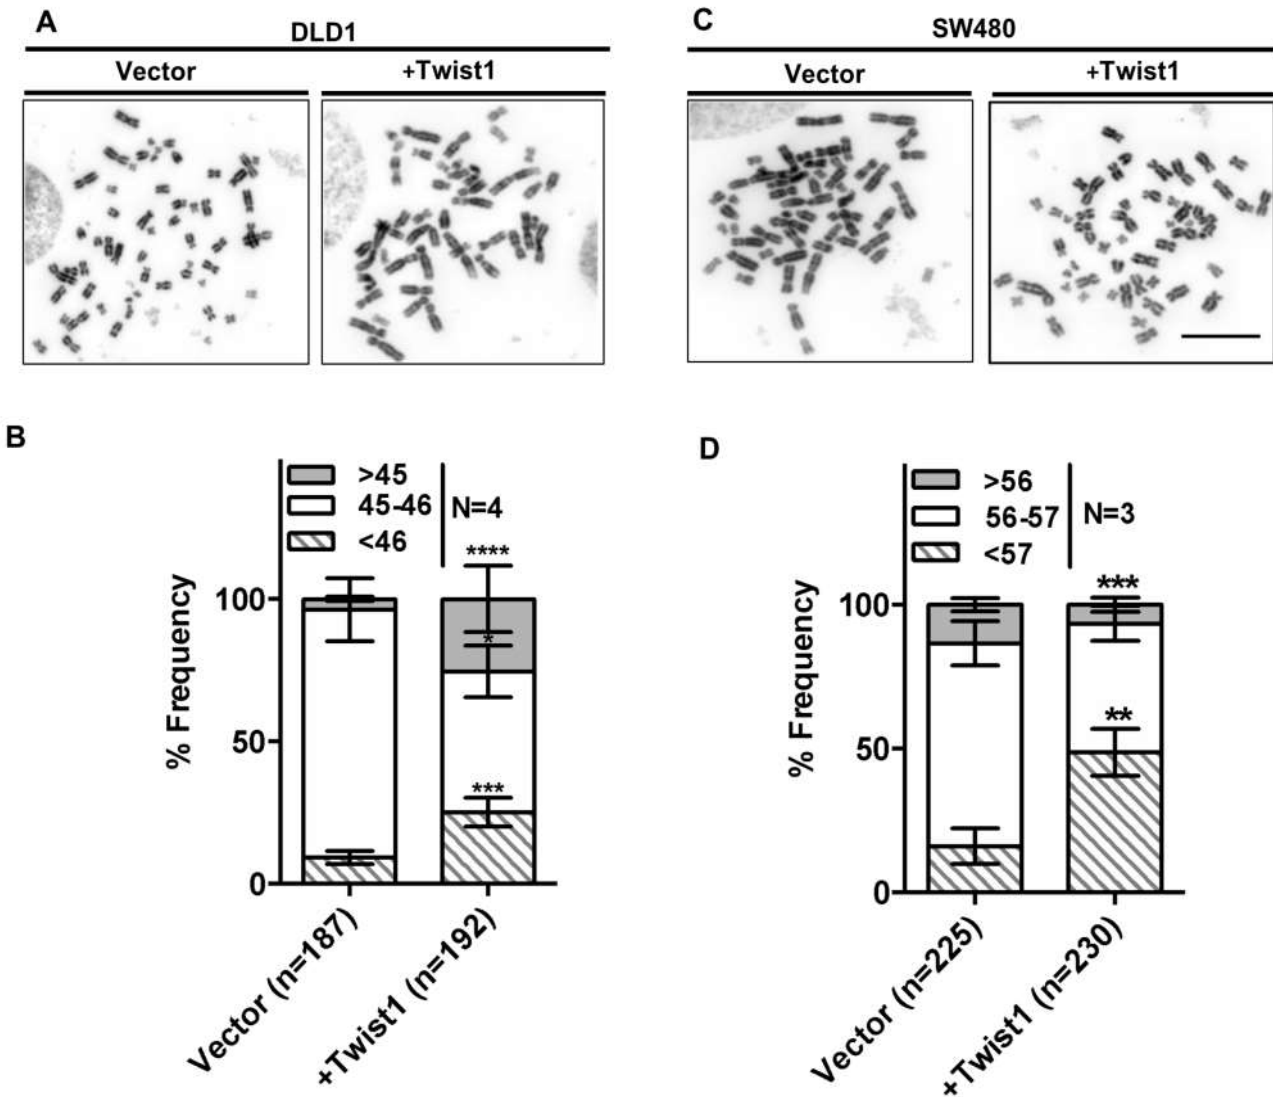 A
DLD1
Vector
+Twist1
C
SW480
Vector
+Twist1
B
>45
45-46
<46
N=4
****
*
***
100
50
0
% Frequency
Vector (n=187)
+Twist1 (n=192)
D
>56
56-57
<57
N=3
***
**
100
50
0
% Frequency
Vector (n=225)
+Twist1 (n=230)